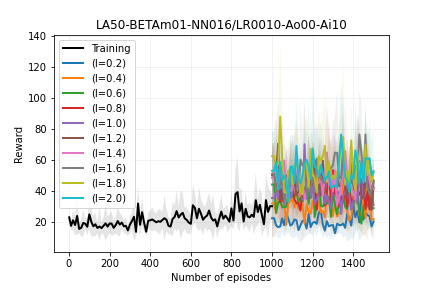 LA50-BETAm01-NN016/LR0010-Ao00-Ai10
140
120
100
80
60
40
20
Reward
Training
(l=0.2)
(l=0.4)
(l=0.6)
(l=0.8)
(l=1.0)
(l=1.2)
(l=1.4)
(l=1.6)
(l=1.8)
(l=2.0)
0 200 400 600 800 1000 1200 1400
Number of episodes